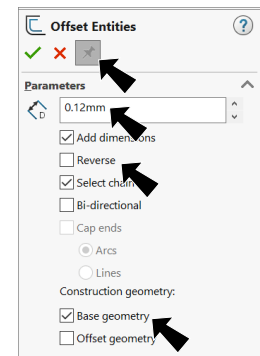 Offset Entities
?
Parameters
D
0.12mm
Add dimensions
Reverse
Select chain
Bi-directional
Cap ends
Arcs
Lines
Construction geometry:
Base geometry
Offset geometry